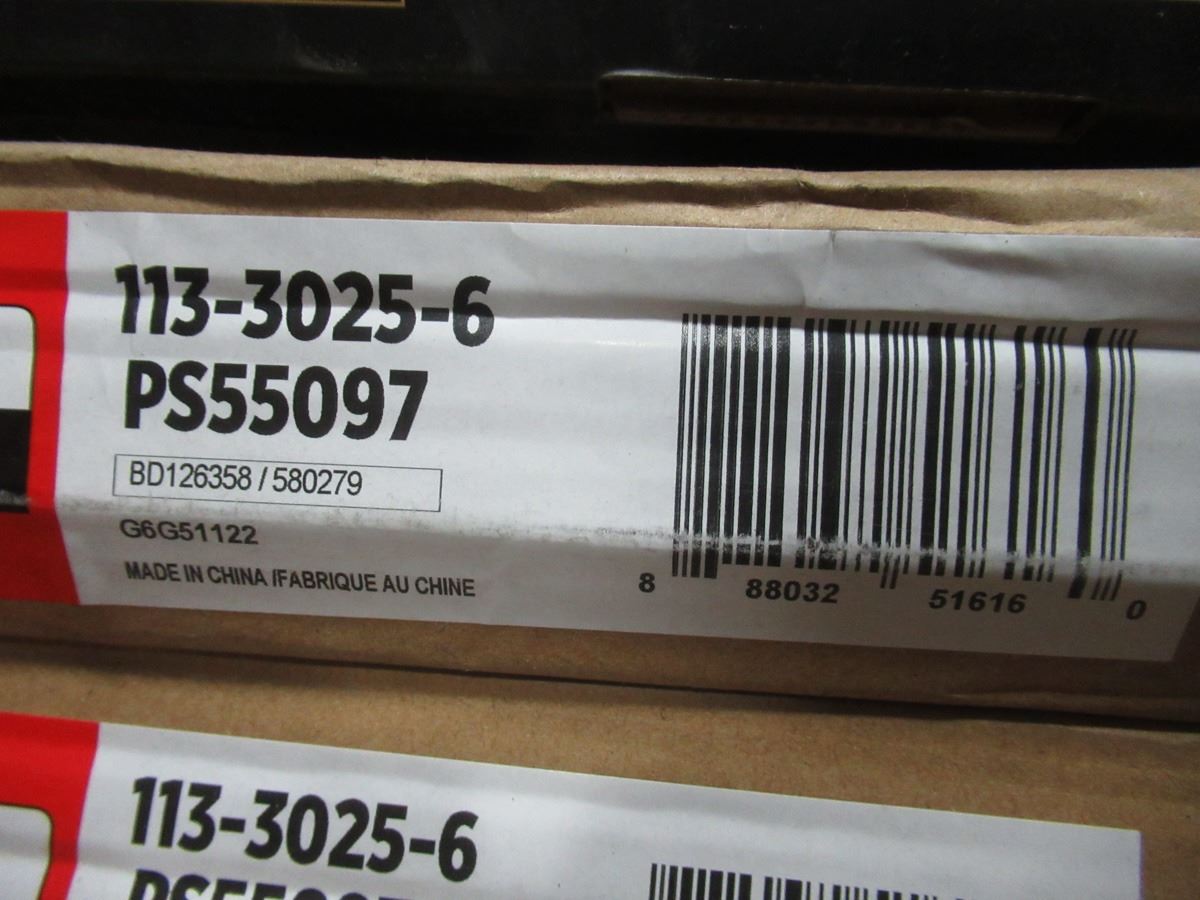 113-3025-6
PS55097
BD126358 / 580279
G6G51122
MADE IN CHINA /FABRIQUE AU CHINE
8 88032 51616 0
113-3025-6